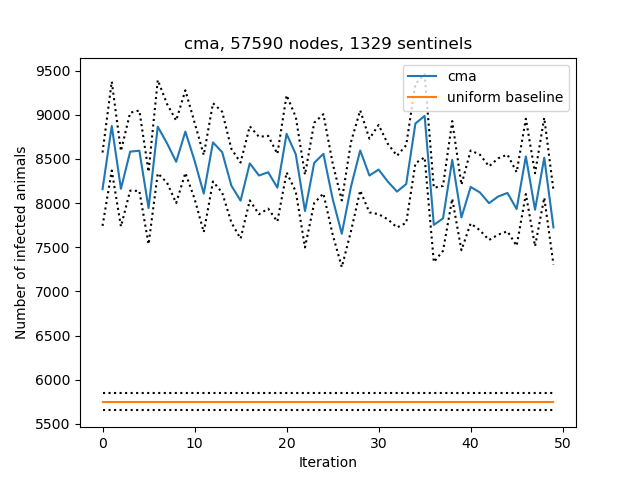 cma, 57590 nodes, 1329 sentinels
cma
uniform baseline
Number of infected animals
9500
9000
8500
8000
7500
7000
6500
6000
5500
0 10 20 30 40 50
Iteration